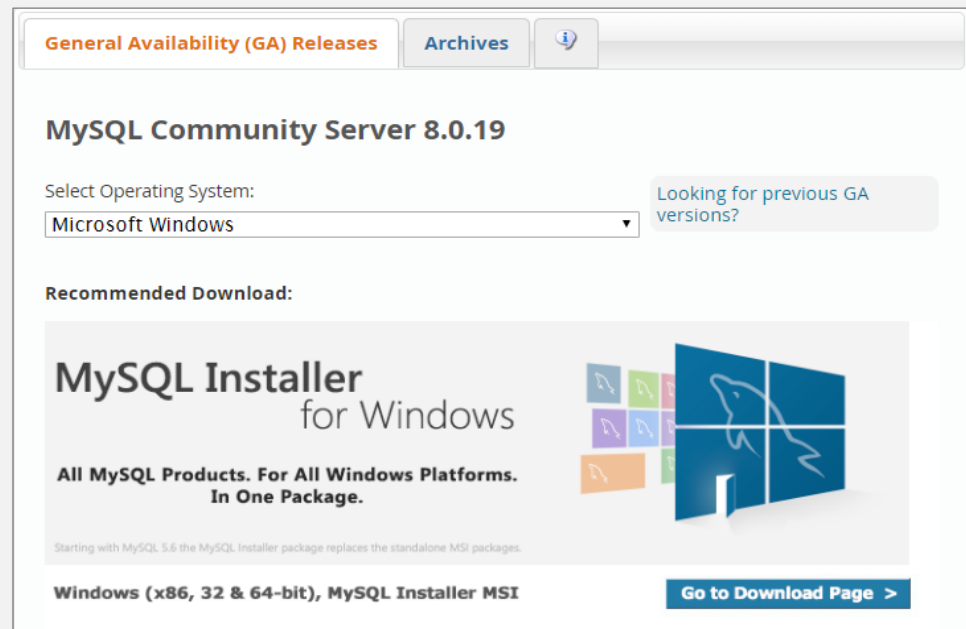 General Availability (GA) Releases
Archives
MySQL Community Server 8.0.19
Select Operating System:
Looking for previous GA
versions?
Microsoft Windows
Recommended Download:
MySQL Installer
for Windows
All MySQL Products. For All Windows Platforms.
In One Package.
Starting with MySQL 5.6 the MySQL Installer package replaces the standalone MSI packages.
Windows (x86, 32 & 64-bit), MySQL Installer MSI
Go to Download Page >